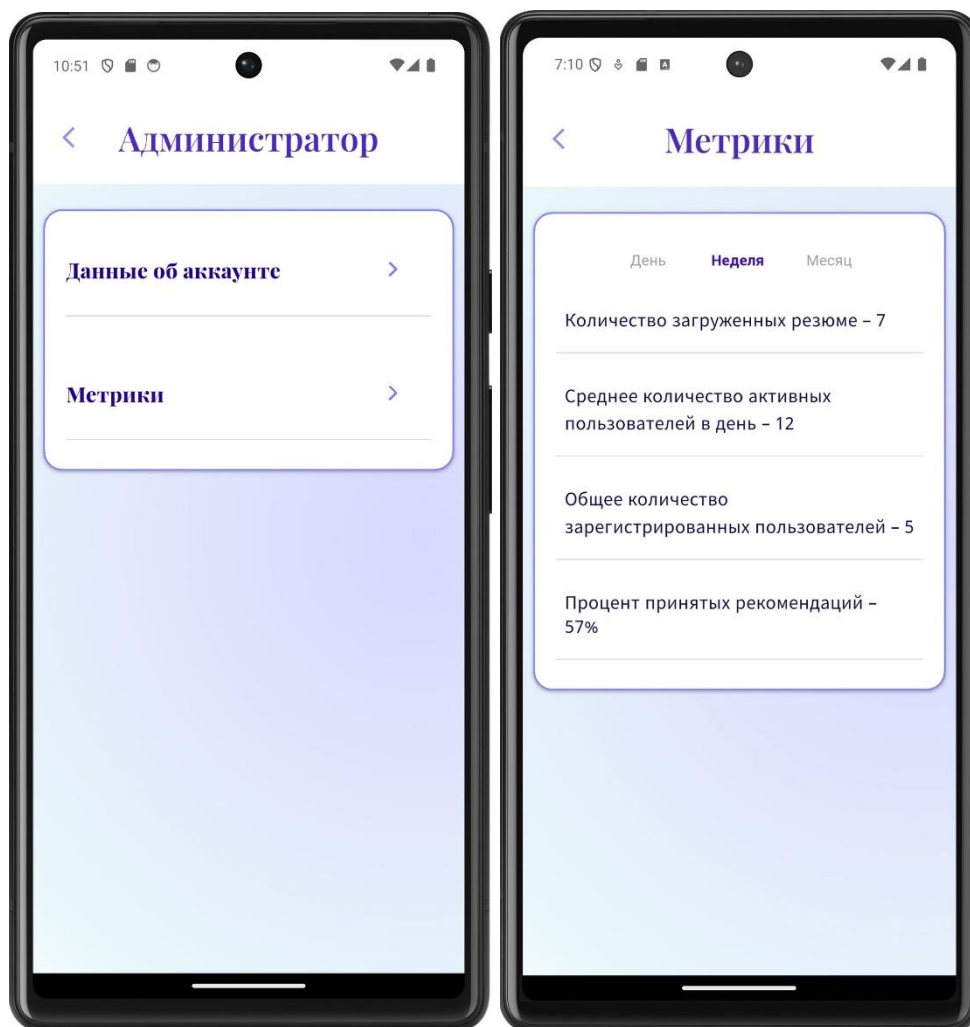 10:51
Администратор
Данные об аккаунте
Метрики
7:10
Метрики
День Неделя Месяц
Количество загруженных резюме – 7
Среднее количество активных
пользователей в день – 12
Общее количество
зарегистрированных пользователей – 5
Процент принятых рекомендаций –
57%